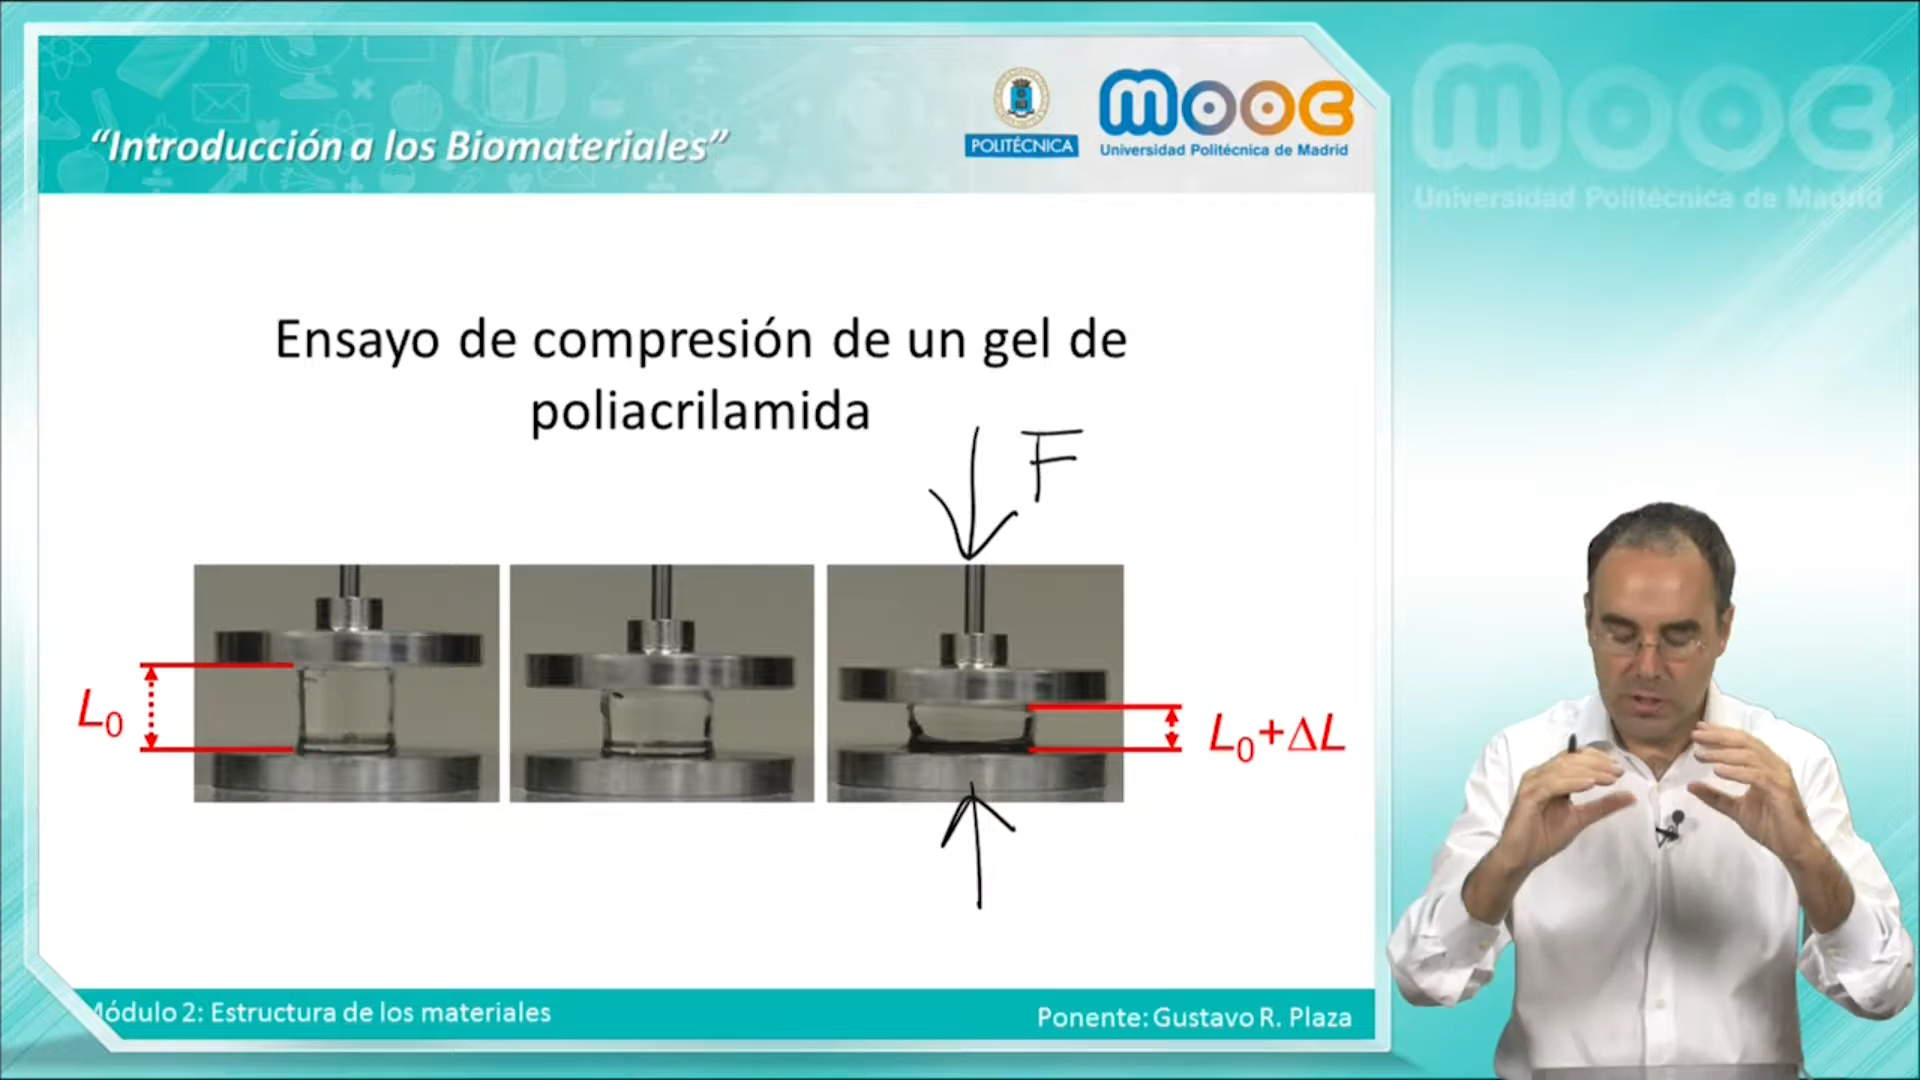 “Introducción a los Biomateriales”
POLITÉCNICA
MOOC
Universidad Politécnica de Madrid
MOOC
Universidad Politécnica de Madrid
Ensayo de compresión de un gel de
poliacrilamida
F
L0
L0+ΔL
Módulo 2: Estructura de los materiales
Ponente: Gustavo R. Plaza